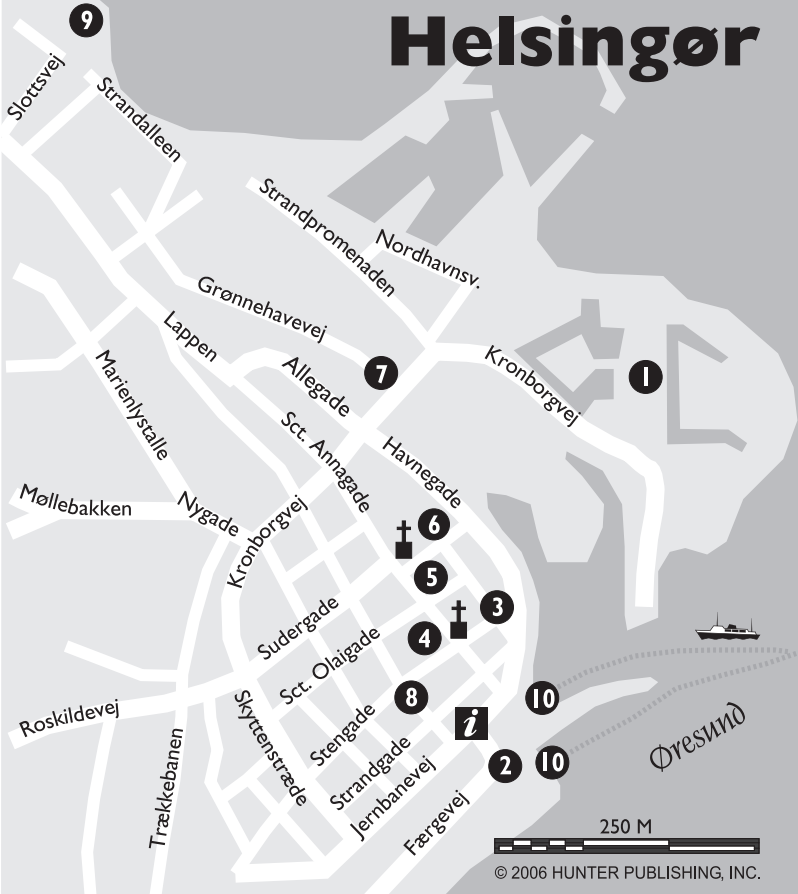 Helsingør
9
Slottsvej
Strandalleen
Strandpromenaden
Nordhavnsv.
Grønnehavevej
Lappen
7
Allegade
Kronborgvej
1
Marienlystalle
Sct. Annagade
Havnegade
Møllebakken
Nygade
Kronborgvej
6
5
3
4
Sudergade
Sct. Olaigade
8
i
10
Roskildevej
Skyttenstræde
Stengade
Strandgade
Jernbanevej
2
10
Øresund
Trækkebanen
Færgevej
250 M
© 2006 HUNTER PUBLISHING, INC.